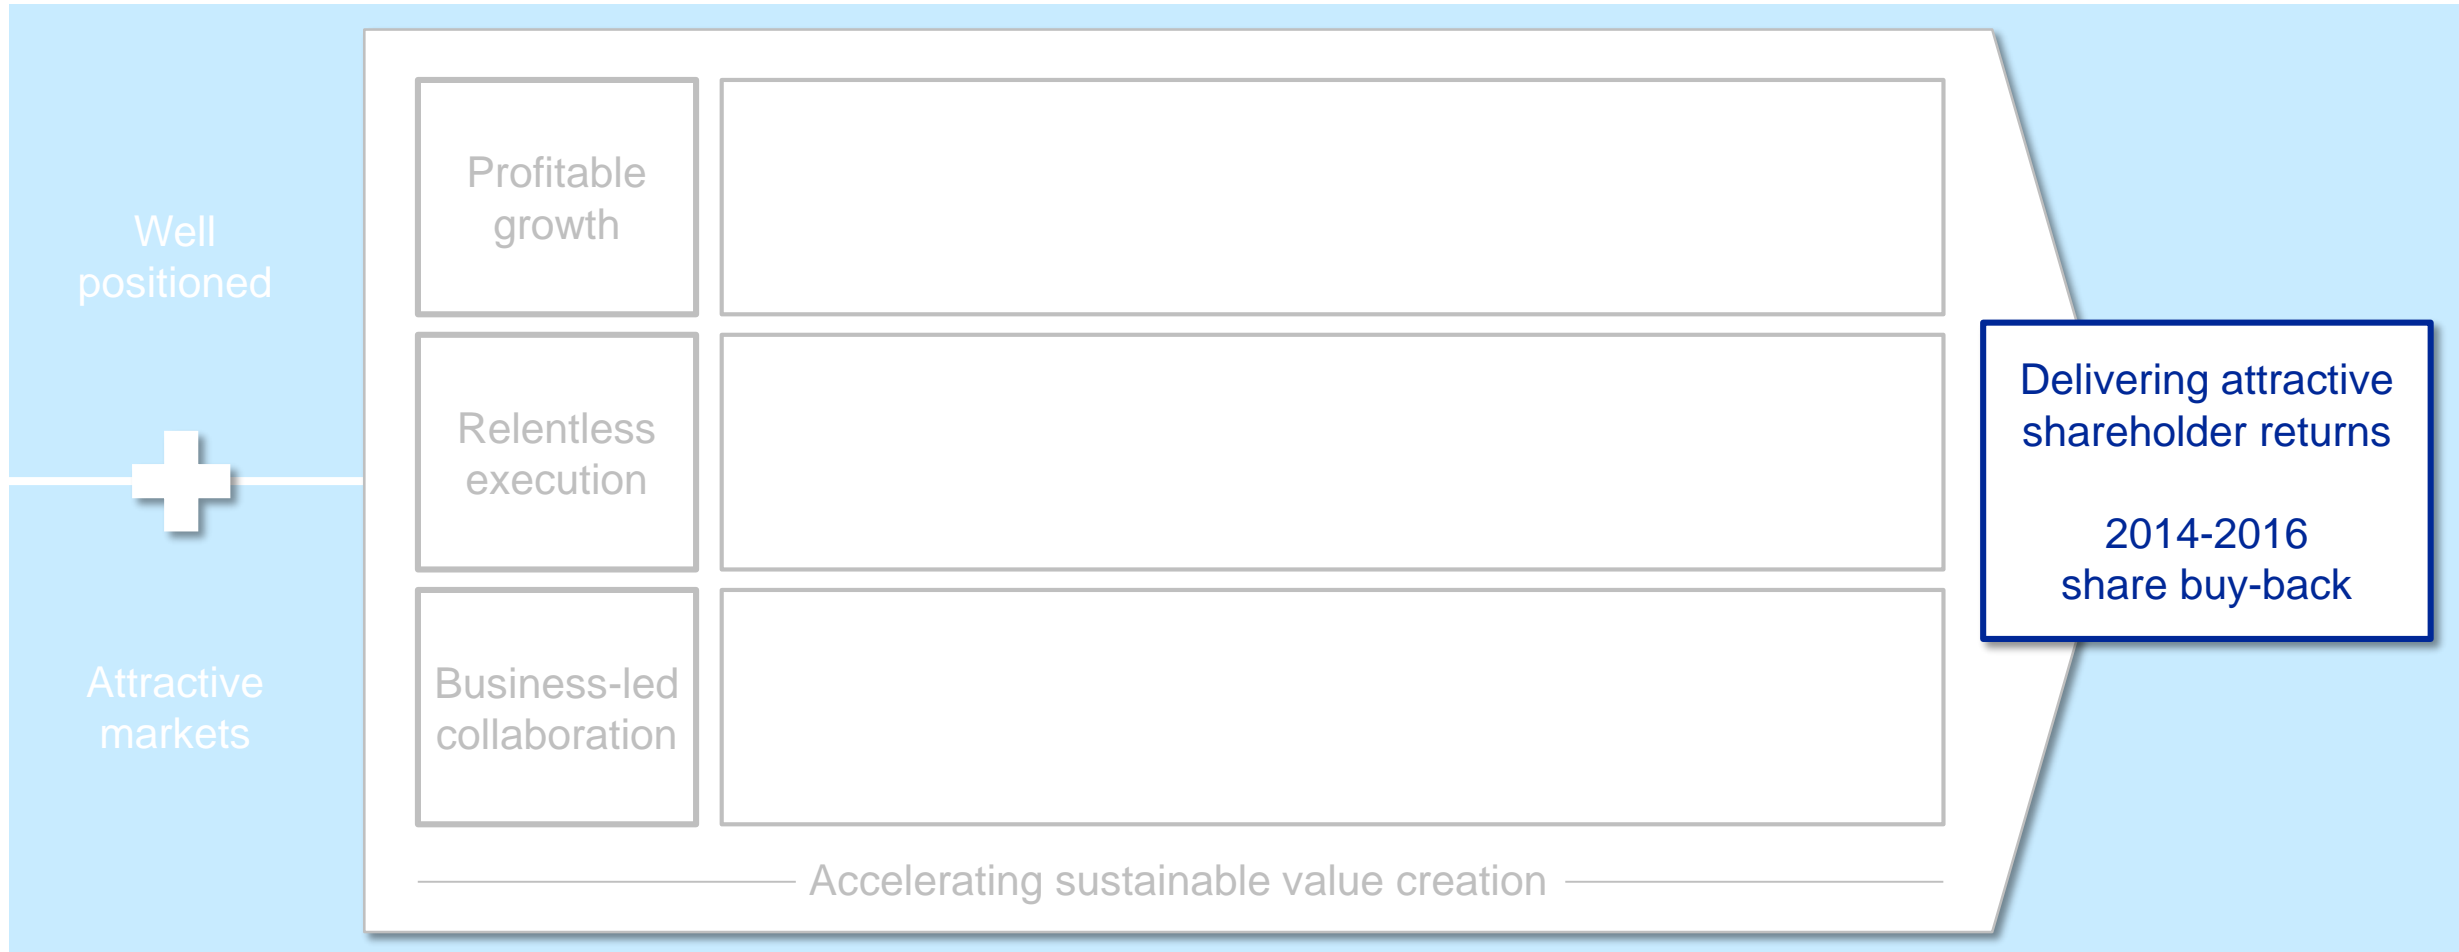 Well
positioned
Attractive
markets
Profitable
growth
Relentless
execution
Business-led
collaboration
Accelerating sustainable value creation
Delivering attractive
shareholder returns
2014-2016
share buy-back